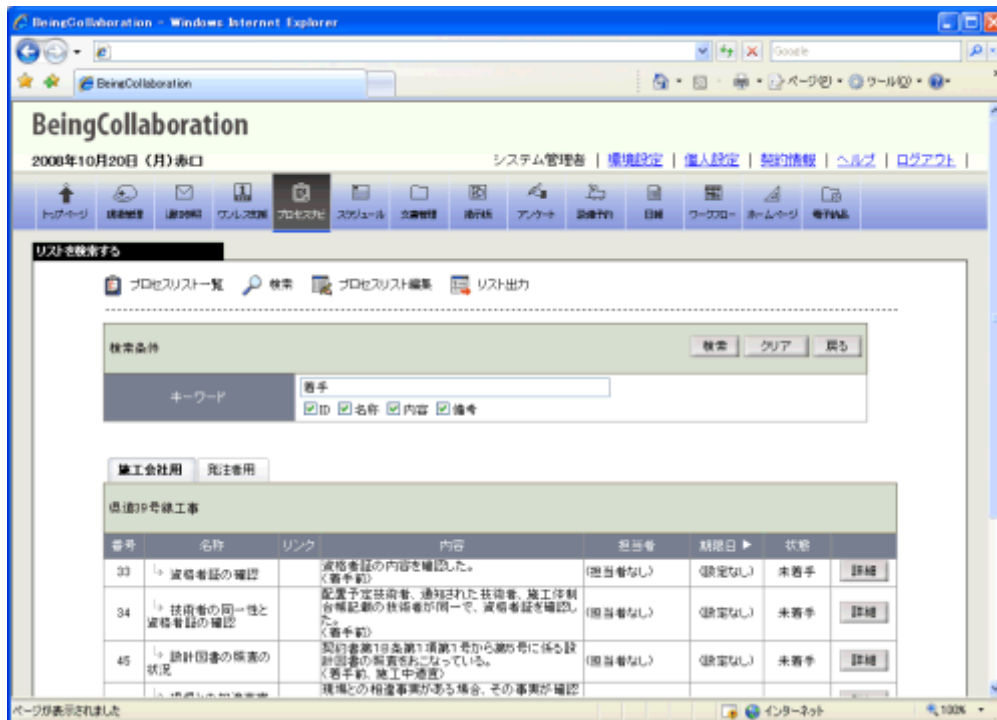 BeingCollaboration - Windows Internet Explorer
Google
BeingCollaboration
ページ(P) ツール(O)
BeingCollaboration
2008年10月20日 (月) 赤口
システム管理者 | 環境設定 | 個人設定 | 契約情報 | ヘルプ | ログアウト |
トップページ プロセスナビ スケジュール 文書管理 掲示板 アンケート 設備予約 日報 ワークフロー ホームページ 電子納品
リストを検索する
プロセスリスト一覧 検索 プロセスリスト編集 リスト出力
検索条件 検索 クリア 戻る
キーワード 着手
ID 名称 内容 備考
施工会社用 発注者用
県道39号線工事
番号 名称 リンク 内容 担当者 期限日 ▶ 状態
33 資格者証の確認 資格者証の内容を確認した。
(着手前)
(担当者なし) (設定なし) 未着手 詳細
34 技術者の同一性と
資格者証の確認
配置予定技術者、通知された技術者、施工体制
台帳記載の技術者が同一で、資格者証を確認し
た。
(着手前)
(担当者なし) (設定なし) 未着手 詳細
45 設計図書の照査の
状況
契約書第18条第1項第1号から第5号に係る設
計図書の照査をおこなっている。
(着手前、施工中適宜)
(担当者なし) (設定なし) 未着手 詳細
現場との相違事実がある場合、その事実が確認
ページが表示されました インターネット 100%